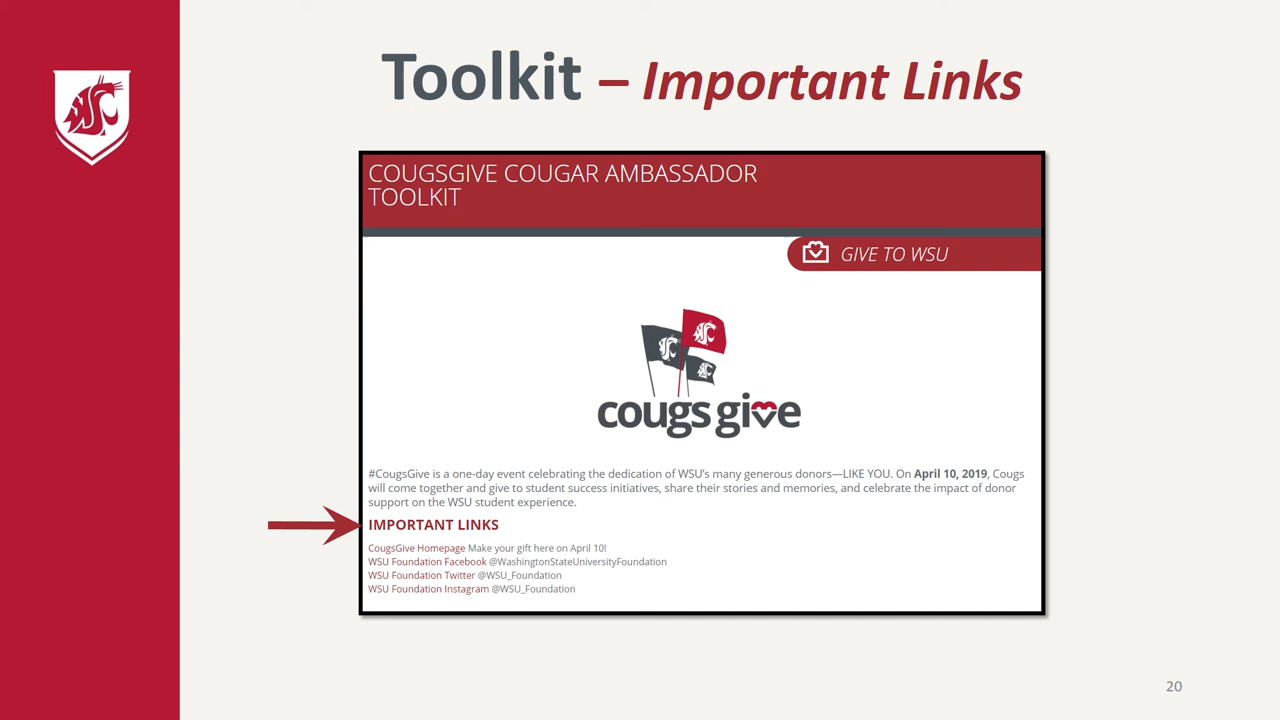 Toolkit – Important Links
COUGSGIVE COUGAR AMBASSADOR
TOOLKIT
GIVE TO WSU
cougs give
#CougsGive is a one-day event celebrating the dedication of WSU's many generous donors—LIKE YOU. On April 10, 2019, Cougs
will come together and give to student success initiatives, share their stories and memories, and celebrate the impact of donor
support on the WSU student experience.
IMPORTANT LINKS
CougsGive Homepage Make your gift here on April 10!
WSU Foundation Facebook @WashingtonStateUniversityFoundation
WSU Foundation Twitter @WSU_Foundation
WSU Foundation Instagram @WSU_Foundation
20